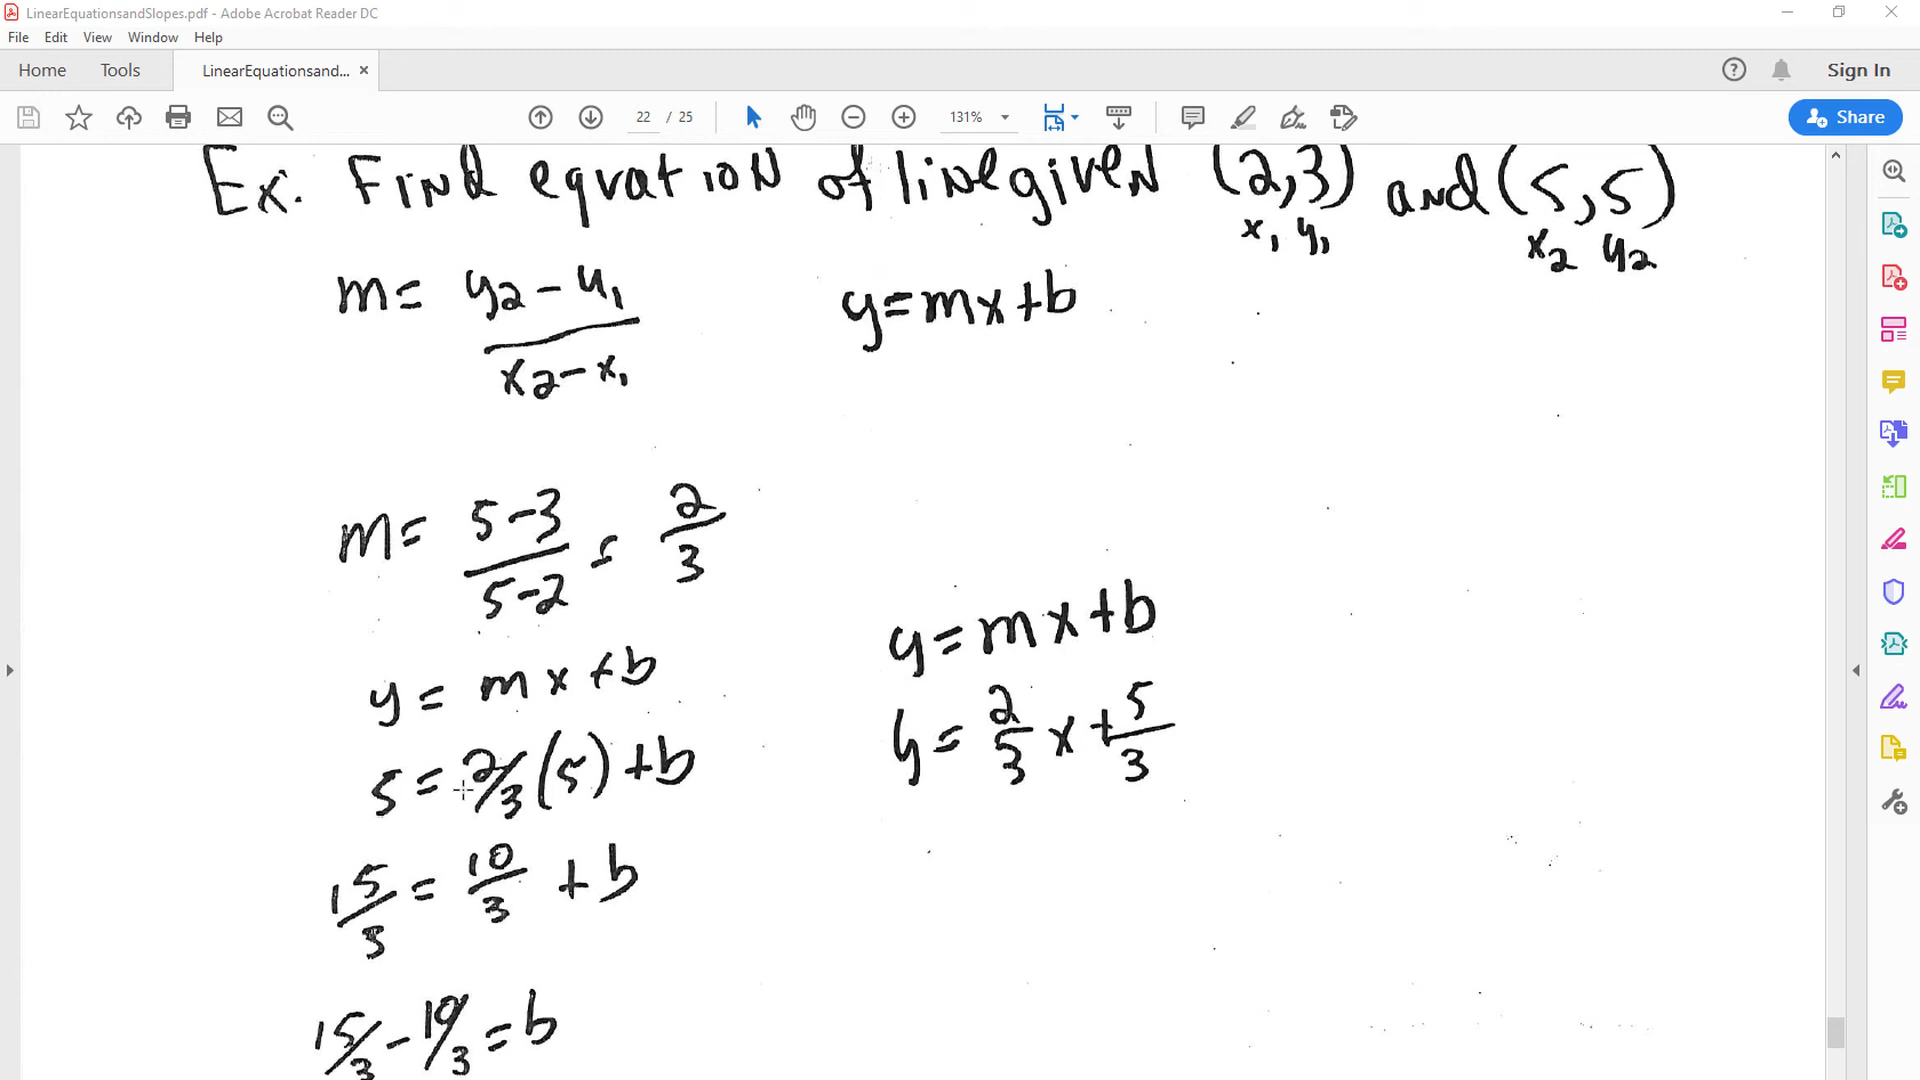 LinearEquationsandSlopes.pdf - Adobe Acrobat Reader DC
File Edit View Window Help
Home Tools LinearEquationsand... × Sign In
22 / 25 131% Share
Ex. Find equation of line given (2,3) and (5,5)
x₁ y₁ x₂ y₂
m = y₂ - y₁ / x₂ - x₁
y = mx + b
m = 5-3 / 5-2 = 2/3
y = mx + b
5 = 2/3 (5) + b
15/3 = 10/3 + b
15/3 - 10/3 = b
y = mx + b
y = 2/3 x + 5/3